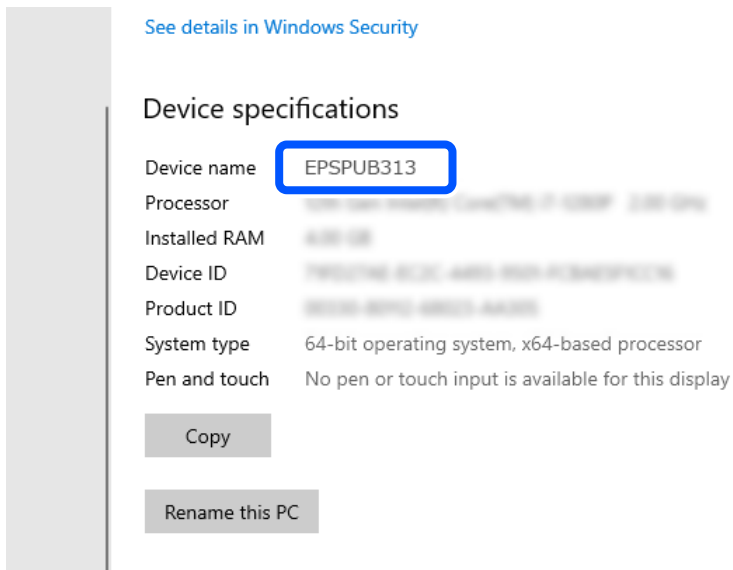 See details in Windows Security
Device specifications
Device name EPSPUB313
Processor
Installed RAM
Device ID
Product ID
System type 64-bit operating system, x64-based processor
Pen and touch No pen or touch input is available for this display
Copy
Rename this PC